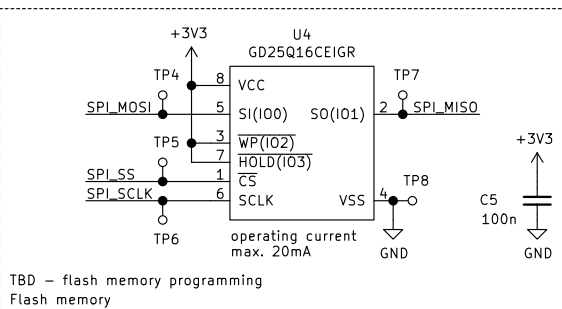 +3V3
U4
GD25Q16CEIGR
TP4
TP7
8 VCC
SPI_MOSI 5 SI(IO0) SO(IO1) 2 SPI_MISO
TP5
3 WP(IO2)
7 HOLD(IO3)
+3V3
SPI_SS 1 CS
SPI_SCLK 6 SCLK VSS 4 TP8
C5
100n
TP6
operating current
max. 20mA
GND
GND
TBD – flash memory programming
Flash memory